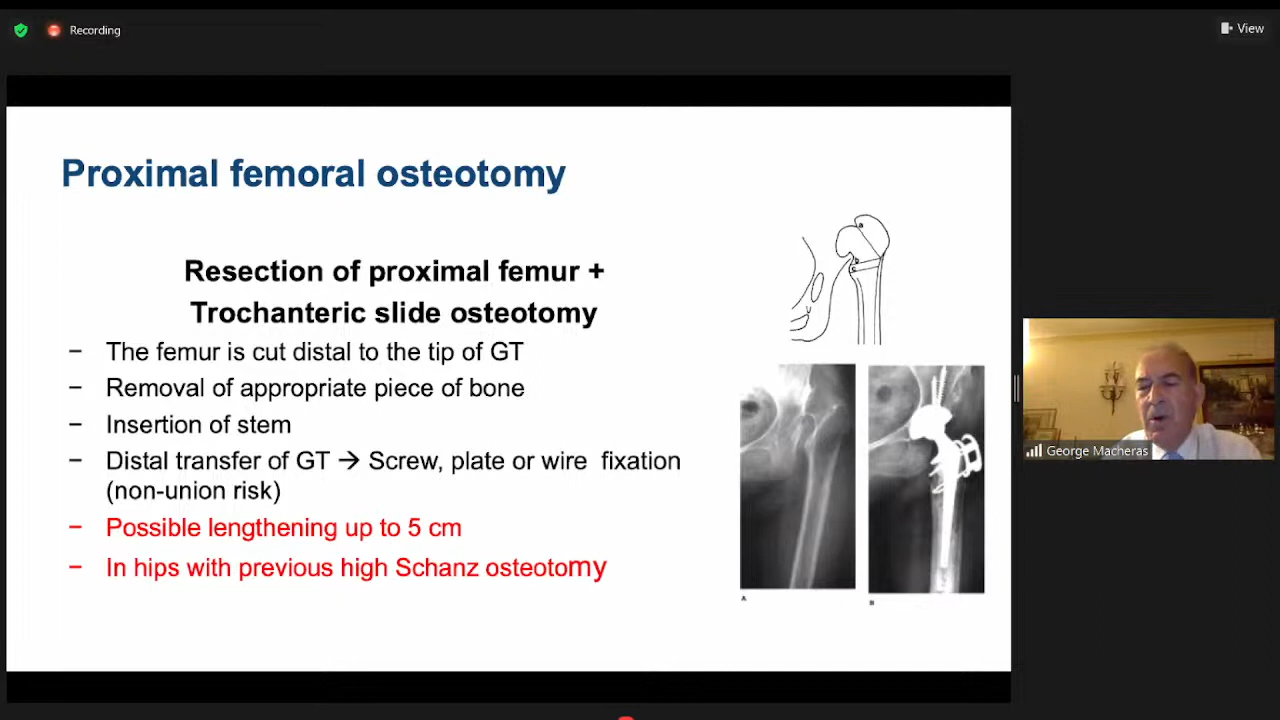 Recording
View
Proximal femoral osteotomy
Resection of proximal femur +
Trochanteric slide osteotomy
− The femur is cut distal to the tip of GT
− Removal of appropriate piece of bone
− Insertion of stem
− Distal transfer of GT → Screw, plate or wire fixation
(non-union risk)
− Possible lengthening up to 5 cm
− In hips with previous high Schanz osteotomy
A
B
George Macheras